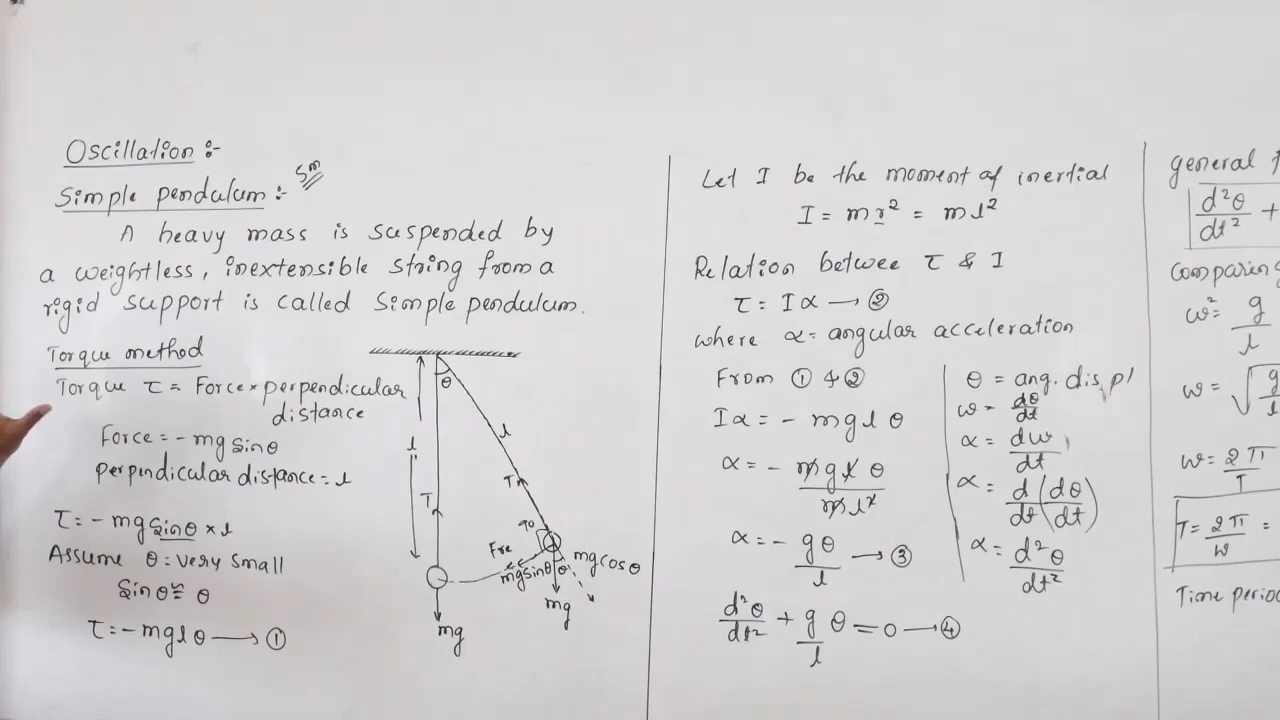 Oscillation :-
5m
Simple pendulum :-
A heavy mass is suspended by
a weightless, inextensible string from a
rigid support is called Simple pendulum.
Torque method
Torque τ = Force × perpendicular
distance
Force = - mg sinθ
perpendicular distance = l
τ = - mg sinθ × l
Assume θ = very small
Sinθ ≅ θ
τ = - mg l θ → ①
θ
l
l
T
T
90
Fre
mgsinθ
θ
mgcosθ
mg
mg
Let I be the moment of inertial
I = mr² = ml²
Relation betwee τ & I
τ = Iα → ②
where α = angular acceleration
From ① & ②
Iα = - mg l θ
α = - mglθ / ml²
α = - gθ/l → ③
d²θ/dt² + g/l θ = 0 → ④
θ = ang. displ
ω = dθ/dt
α = dω/dt
α = d/dt (dθ/dt)
α = d²θ/dt²
general
d²θ/dt² +
Comparing
ω² = g/l
ω = √g/l
ω = 2π/T
T = 2π/ω =
Time period